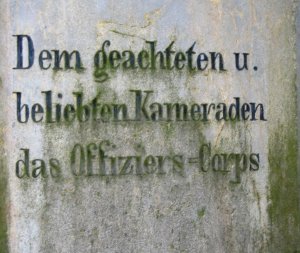 Dem geachteten u.
beliebten Kameraden
das Offiziers=Corps